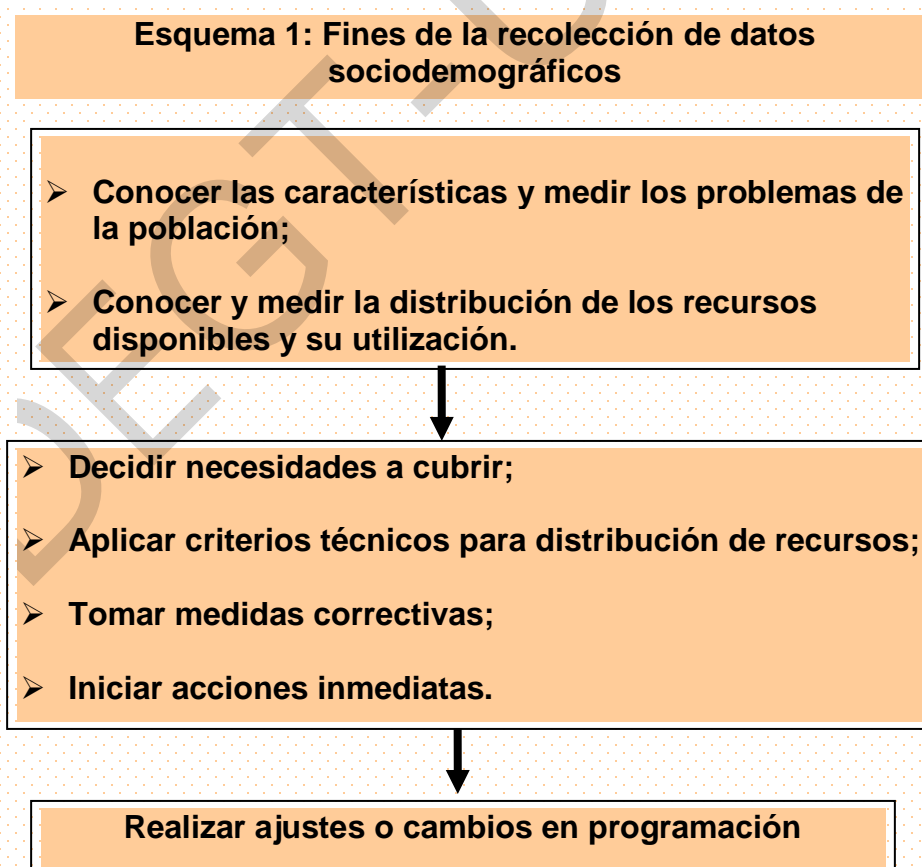 Esquema 1: Fines de la recolección de datos
sociodemográficos
➢ Conocer las características y medir los problemas de
la población;
➢ Conocer y medir la distribución de los recursos
disponibles y su utilización.
➢ Decidir necesidades a cubrir;
➢ Aplicar criterios técnicos para distribución de recursos;
➢ Tomar medidas correctivas;
➢ Iniciar acciones inmediatas.
Realizar ajustes o cambios en programación